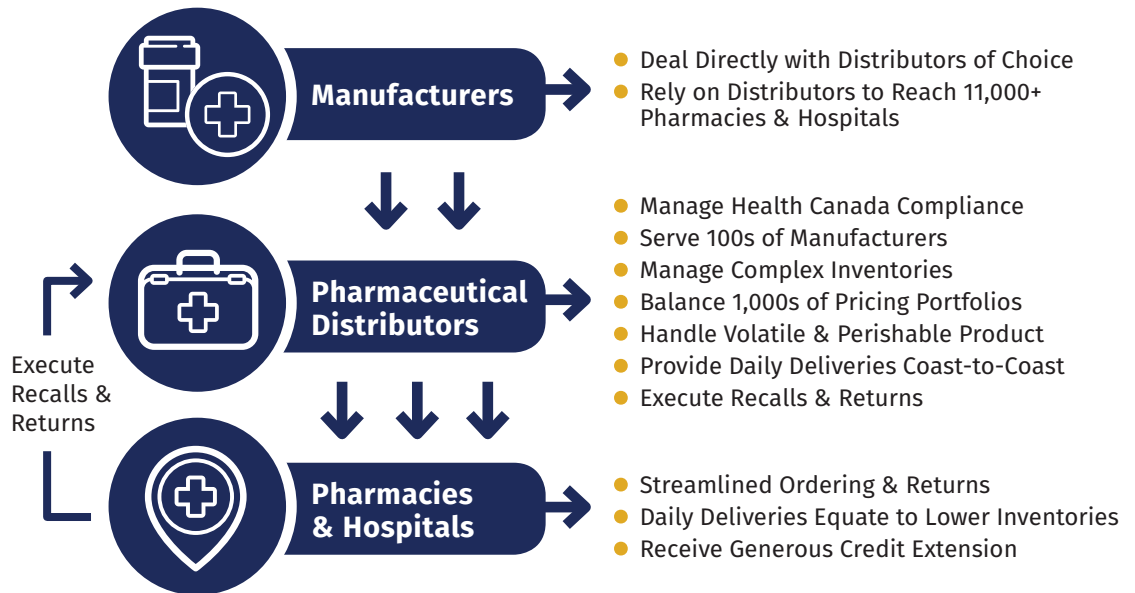 Manufacturers
Deal Directly with Distributors of Choice
Rely on Distributors to Reach 11,000+
Pharmacies & Hospitals
Pharmaceutical
Distributors
Manage Health Canada Compliance
Serve 100s of Manufacturers
Manage Complex Inventories
Balance 1,000s of Pricing Portfolios
Handle Volatile & Perishable Product
Provide Daily Deliveries Coast-to-Coast
Execute Recalls & Returns
Execute
Recalls &
Returns
Pharmacies
& Hospitals
Streamlined Ordering & Returns
Daily Deliveries Equate to Lower Inventories
Receive Generous Credit Extension